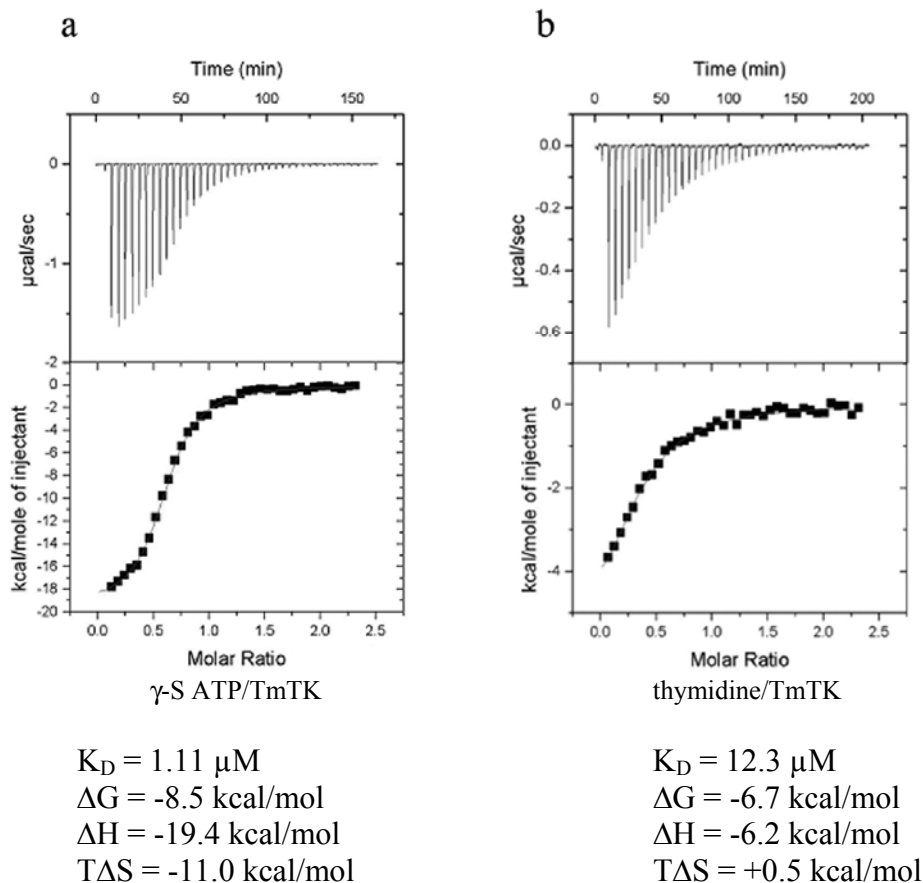 a
Time (min)
0 50 100 150
0
-1
-2
µcal/sec
0
-2
-4
-6
-8
-10
-12
-14
-16
-18
-20
kcal/mole of injectant
0.0 0.5 1.0 1.5 2.0 2.5
Molar Ratio
γ-S ATP/TmTK
K_D = 1.11 µM
ΔG = -8.5 kcal/mol
ΔH = -19.4 kcal/mol
TΔS = -11.0 kcal/mol
b
Time (min)
0 50 100 150 200
0.0
-0.2
-0.4
-0.6
µcal/sec
0
-2
-4
kcal/mole of injectant
0.0 0.5 1.0 1.5 2.0 2.5
Molar Ratio
thymidine/TmTK
K_D = 12.3 µM
ΔG = -6.7 kcal/mol
ΔH = -6.2 kcal/mol
TΔS = +0.5 kcal/mol